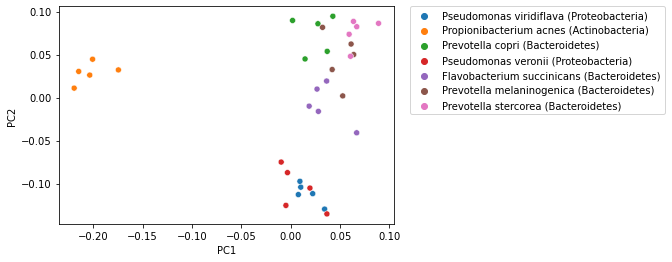 0.10
0.05
0.00
−0.05
−0.10
PC2
−0.20 −0.15 −0.10 −0.05 0.00 0.05 0.10
PC1
Pseudomonas viridiflava (Proteobacteria)
Propionibacterium acnes (Actinobacteria)
Prevotella copri (Bacteroidetes)
Pseudomonas veronii (Proteobacteria)
Flavobacterium succinicans (Bacteroidetes)
Prevotella melaninogenica (Bacteroidetes)
Prevotella stercorea (Bacteroidetes)